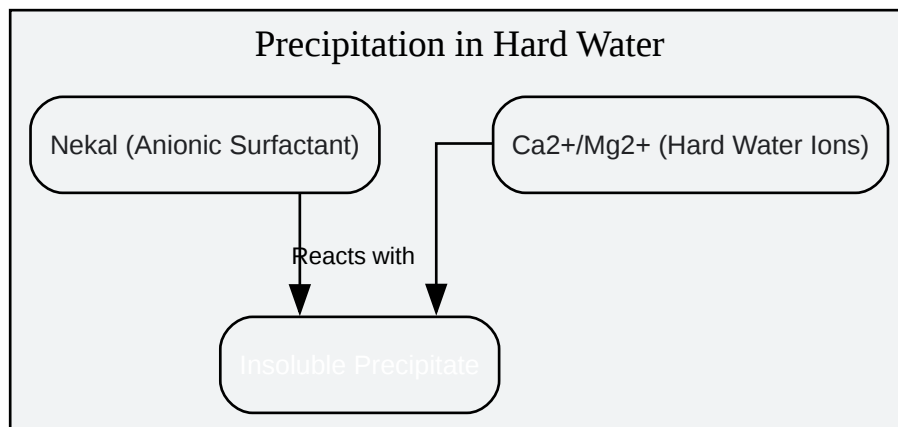 Precipitation in Hard Water
Nekal (Anionic Surfactant)
Ca2+/Mg2+ (Hard Water Ions)
Reacts with
Insoluble Precipitate